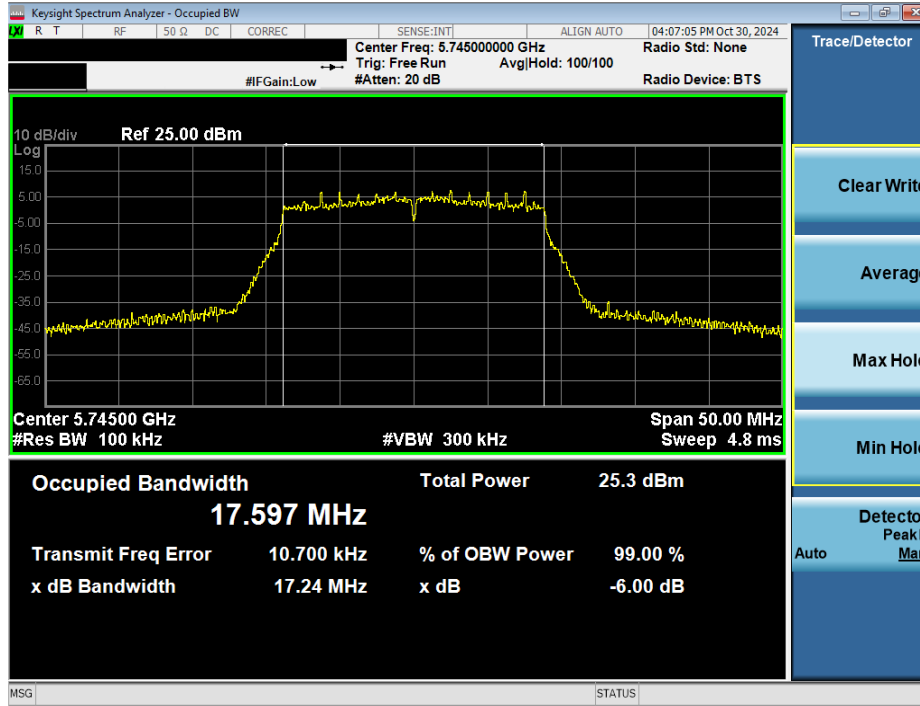 Keysight Spectrum Analyzer - Occupied BW
LXI R T RF 50 Ω DC CORREC SENSE:INT ALIGN AUTO 04:07:05 PM Oct 30, 2024
Center Freq: 5.745000000 GHz Radio Std: None
Trig: Free Run Avg|Hold: 100/100
#IFGain:Low #Atten: 20 dB Radio Device: BTS
10 dB/div Ref 25.00 dBm
Log
15.0
5.00
-5.00
-15.0
-25.0
-35.0
-45.0
-55.0
-65.0
Center 5.74500 GHz Span 50.00 MHz
#Res BW 100 kHz #VBW 300 kHz Sweep 4.8 ms
Occupied Bandwidth Total Power 25.3 dBm
17.597 MHz
Transmit Freq Error 10.700 kHz % of OBW Power 99.00 %
x dB Bandwidth 17.24 MHz x dB -6.00 dB
MSG STATUS
Trace/Detector
Clear Write
Averag
Max Hol
Min Hol
Detecto
Peak
Auto Ma